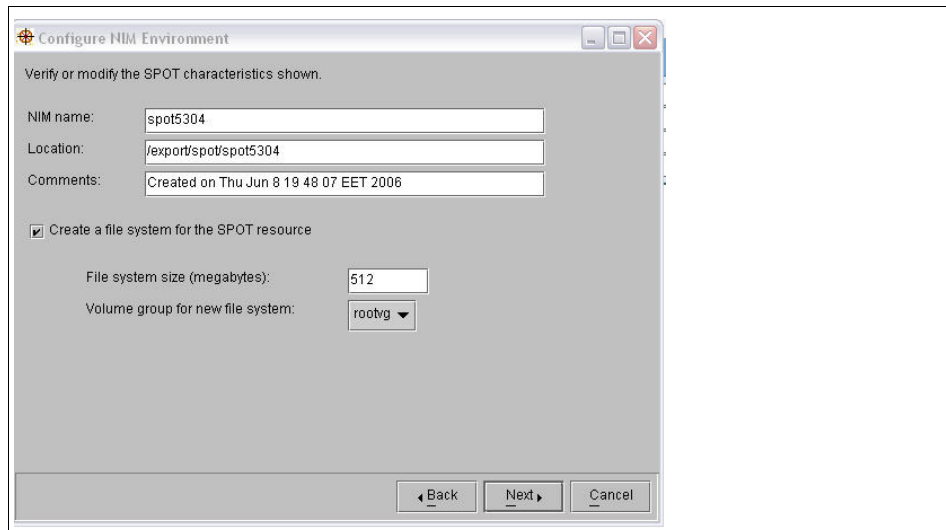 Configure NIM Environment
Verify or modify the SPOT characteristics shown.
NIM name: spot5304
Location: /export/spot/spot5304
Comments: Created on Thu Jun 8 19 48 07 EET 2006
Create a file system for the SPOT resource
File system size (megabytes): 512
Volume group for new file system: rootvg
Back Next Cancel